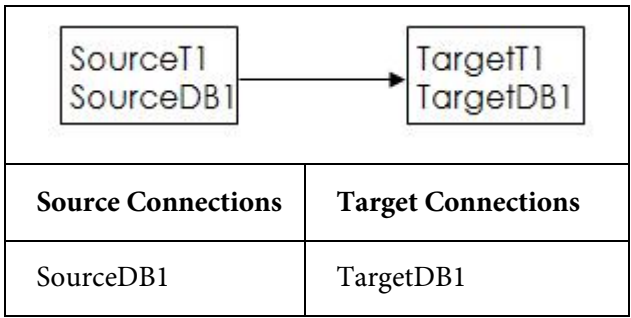 SourceT1
SourceDB1
TargetT1
TargetDB1
Source Connections
Target Connections
SourceDB1
TargetDB1